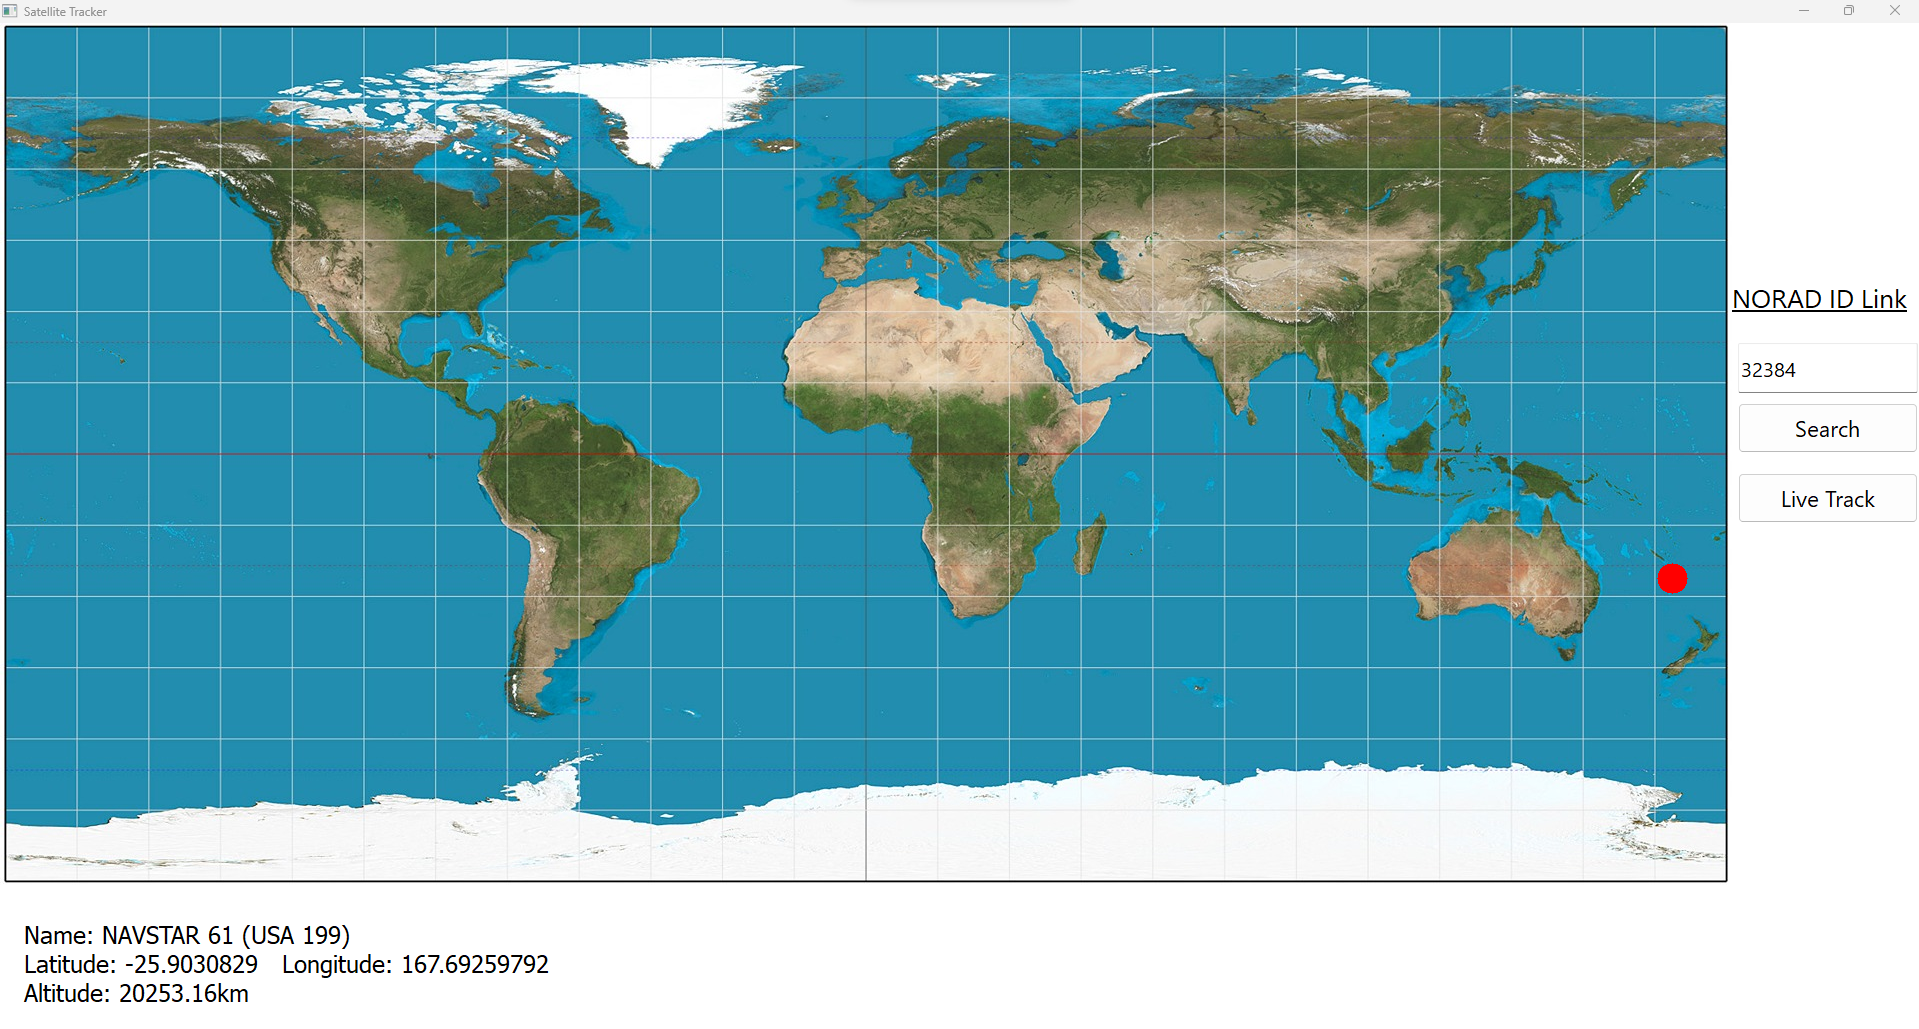 Satellite Tracker
NORAD ID Link
32384
Search
Live Track
Name: NAVSTAR 61 (USA 199)
Latitude: -25.9030829 Longitude: 167.69259792
Altitude: 20253.16km